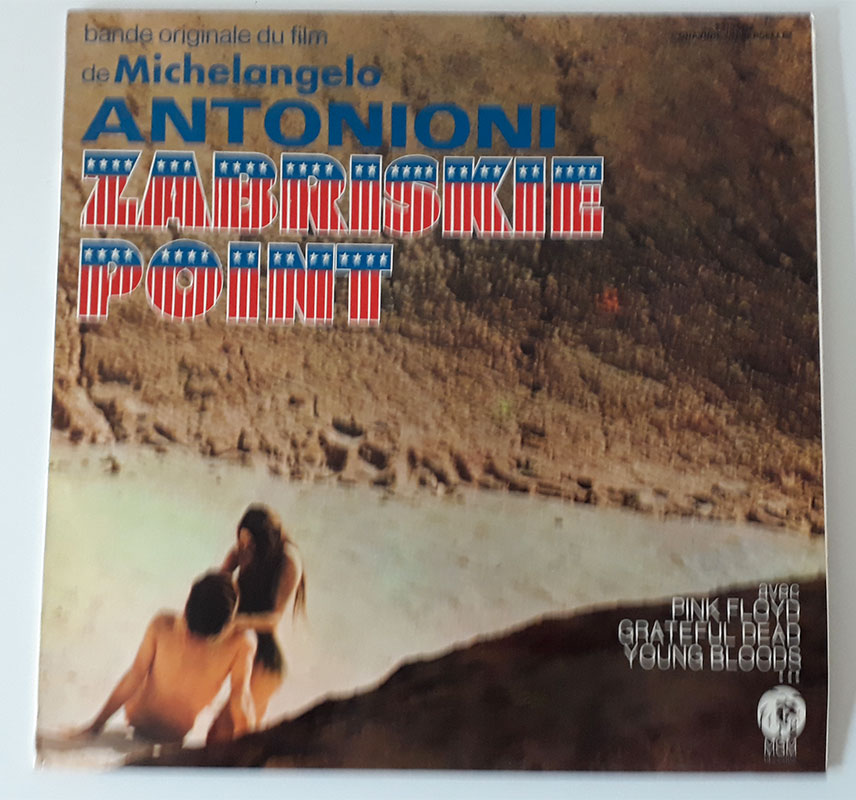 bande originale du film
de Michelangelo
ANTONIONI
ZABRISKIE
POINT
avec
PINK FLOYD
GRATEFUL DEAD
YOUNG BLOODS
MGM